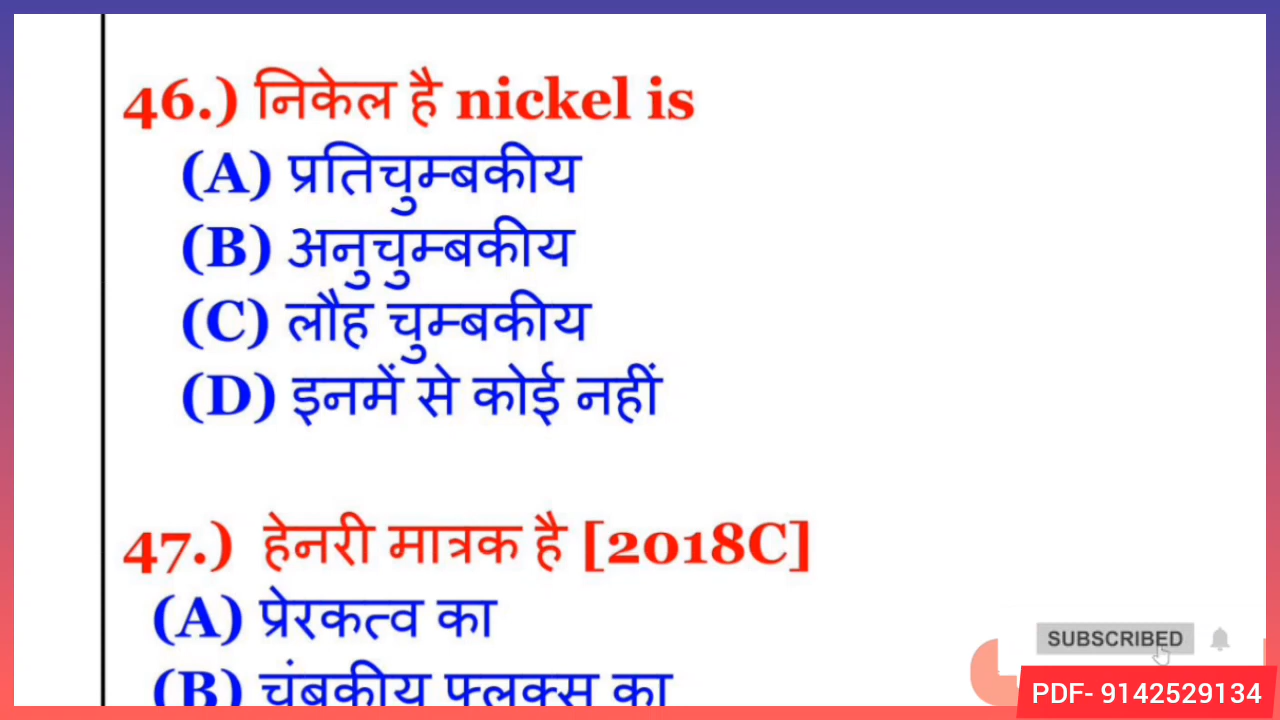 46.) निकेल है nickel is
(A) प्रतिचुम्बकीय
(B) अनुचुम्बकीय
(C) लौह चुम्बकीय
(D) इनमें से कोई नहीं
47.) हेनरी मात्रक है [2018C]
(A) प्रेरकत्व का
(B) चंबकीय फ्लक्स का
SUBSCRIBED
PDF- 9142529134